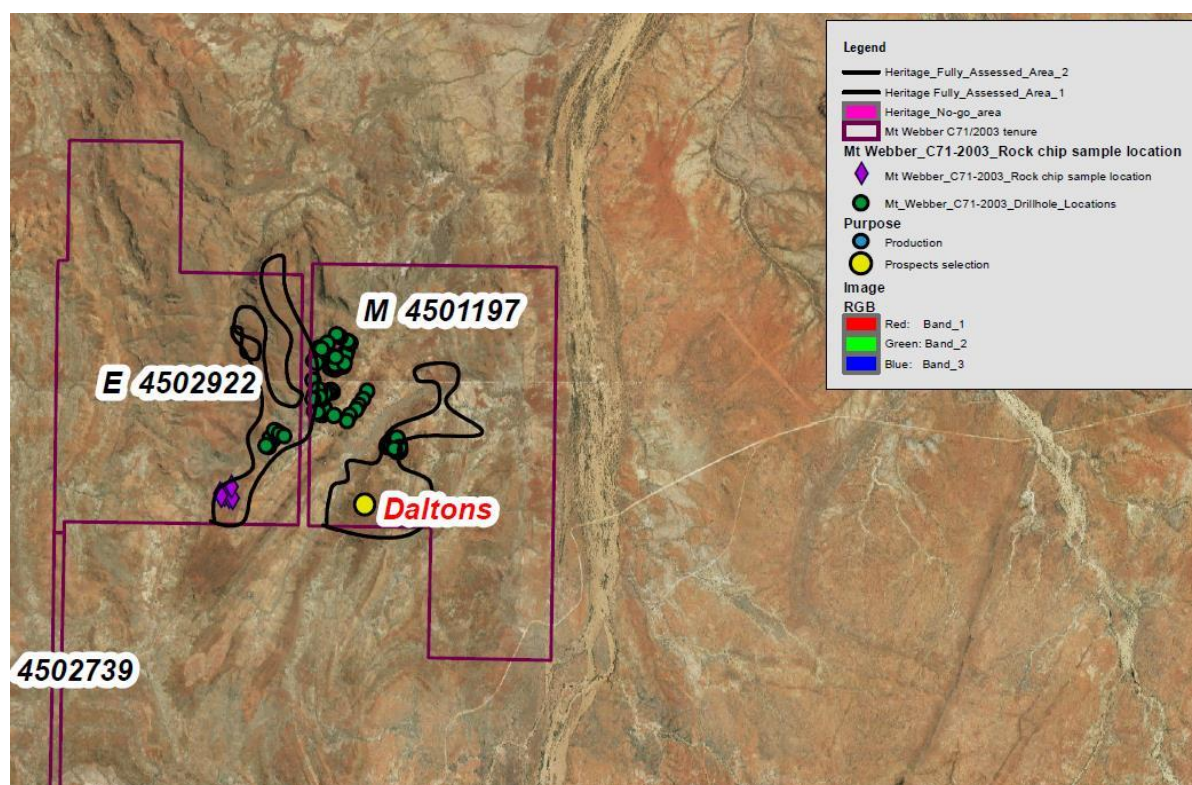 Legend
Heritage_Fully_Assessed_Area_2
Heritage Fully_Assessed_Area_1
Heritage_No-go_area
Mt Webber C71/2003 tenure
Mt Webber_C71-2003_Rock chip sample location
Mt Webber_C71-2003_Rock chip sample location
Mt_Webber_C71-2003_Drillhole_Locations
Purpose
Production
Prospects selection
Image
RGB
Red: Band_1
Green: Band_2
Blue: Band_3
M 4501197
E 4502922
Daltons
4502739